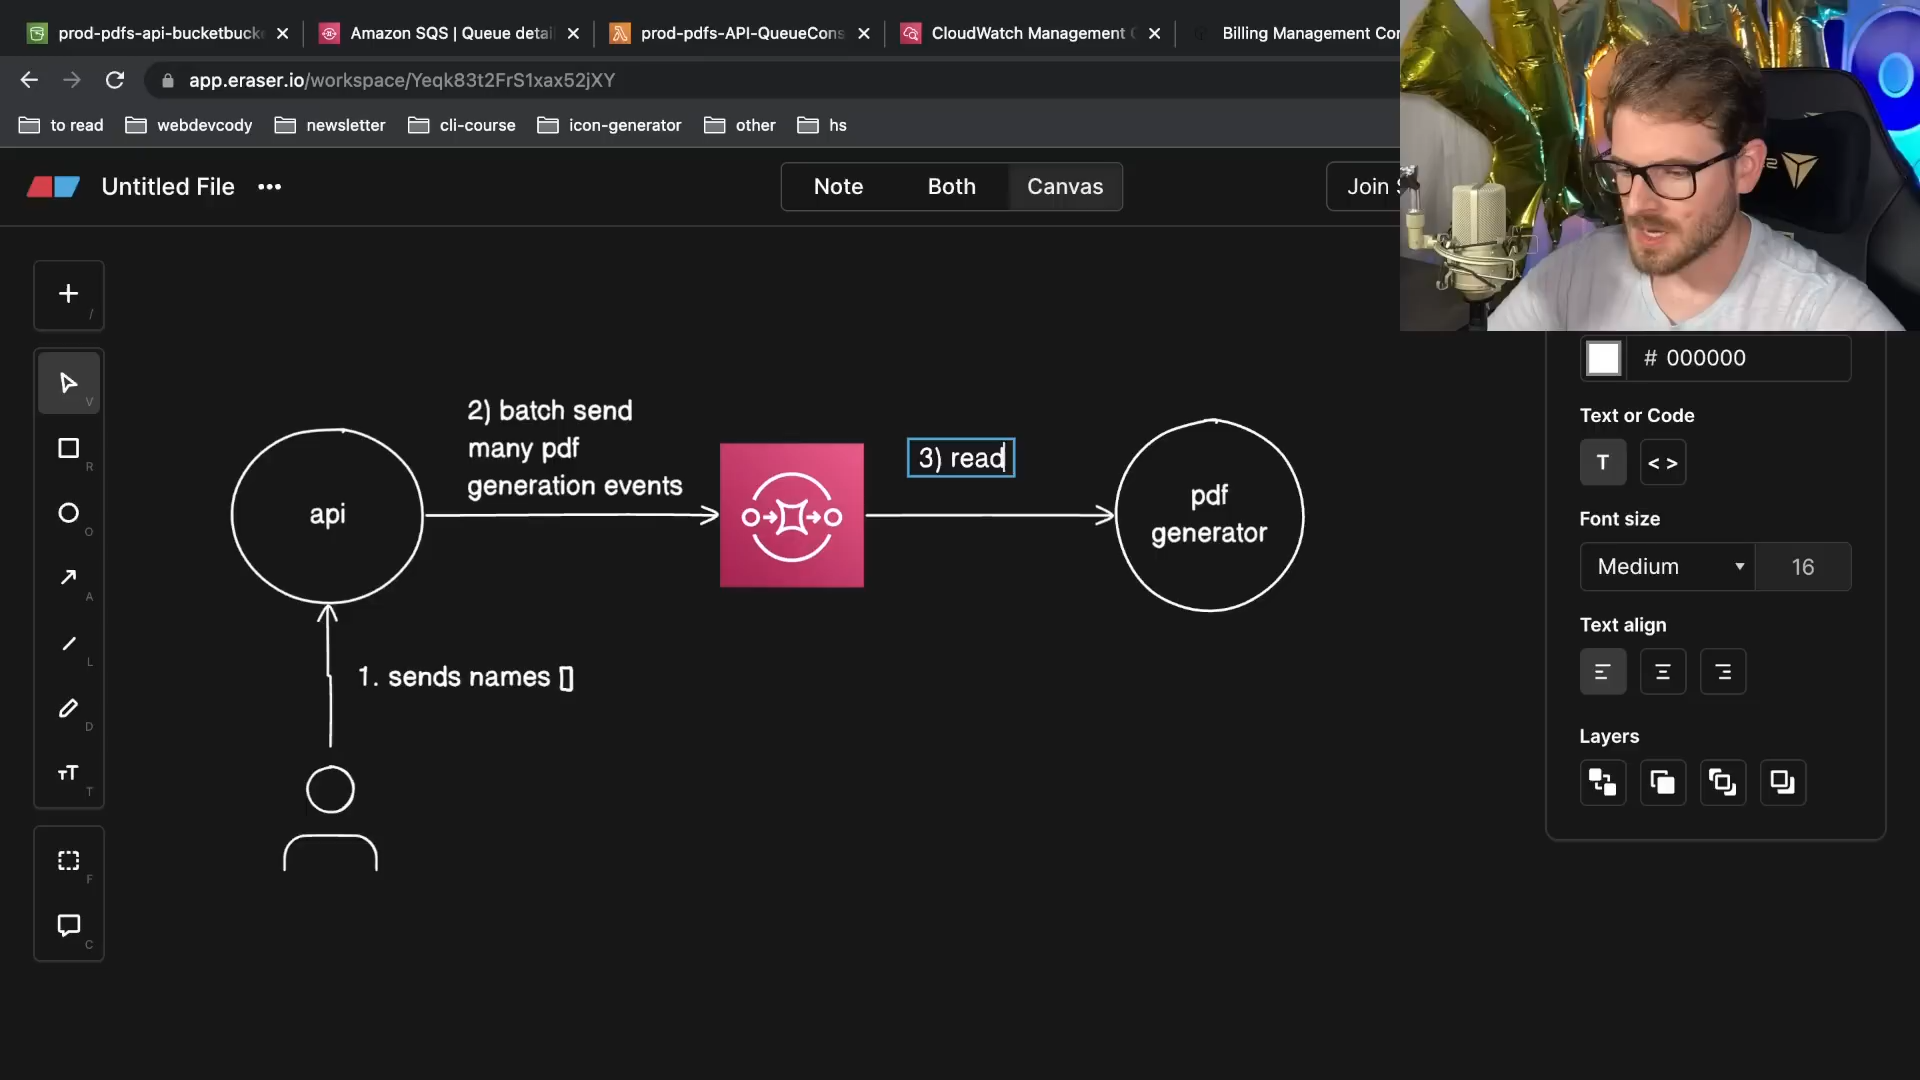 prod-pdfs-api-bucketbuck
Amazon SQS | Queue detai
prod-pdfs-API-QueueCons
CloudWatch Management
Billing Management Con
app.eraser.io/workspace/Yeqk83t2FrS1xax52jXY
to read
webdevcody
newsletter
cli-course
icon-generator
other
hs
Untitled File
Note
Both
Canvas
Join
/
V
R
O
A
L
D
T
F
C
2) batch send
many pdf
generation events
3) read
api
pdf
generator
1. sends names []
# 000000
Text or Code
T
< >
Font size
Medium
16
Text align
Layers